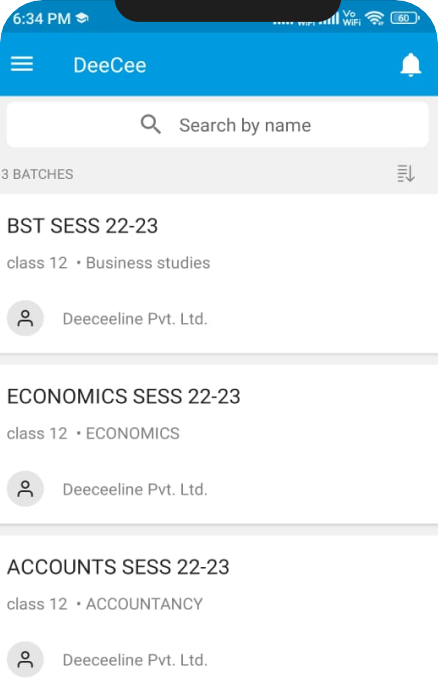 6:34 PM
Vo WiFi 60
DeeCee
Search by name
3 BATCHES
BST SESS 22-23
class 12 • Business studies
Deeceeline Pvt. Ltd.
ECONOMICS SESS 22-23
class 12 • ECONOMICS
Deeceeline Pvt. Ltd.
ACCOUNTS SESS 22-23
class 12 • ACCOUNTANCY
Deeceeline Pvt. Ltd.